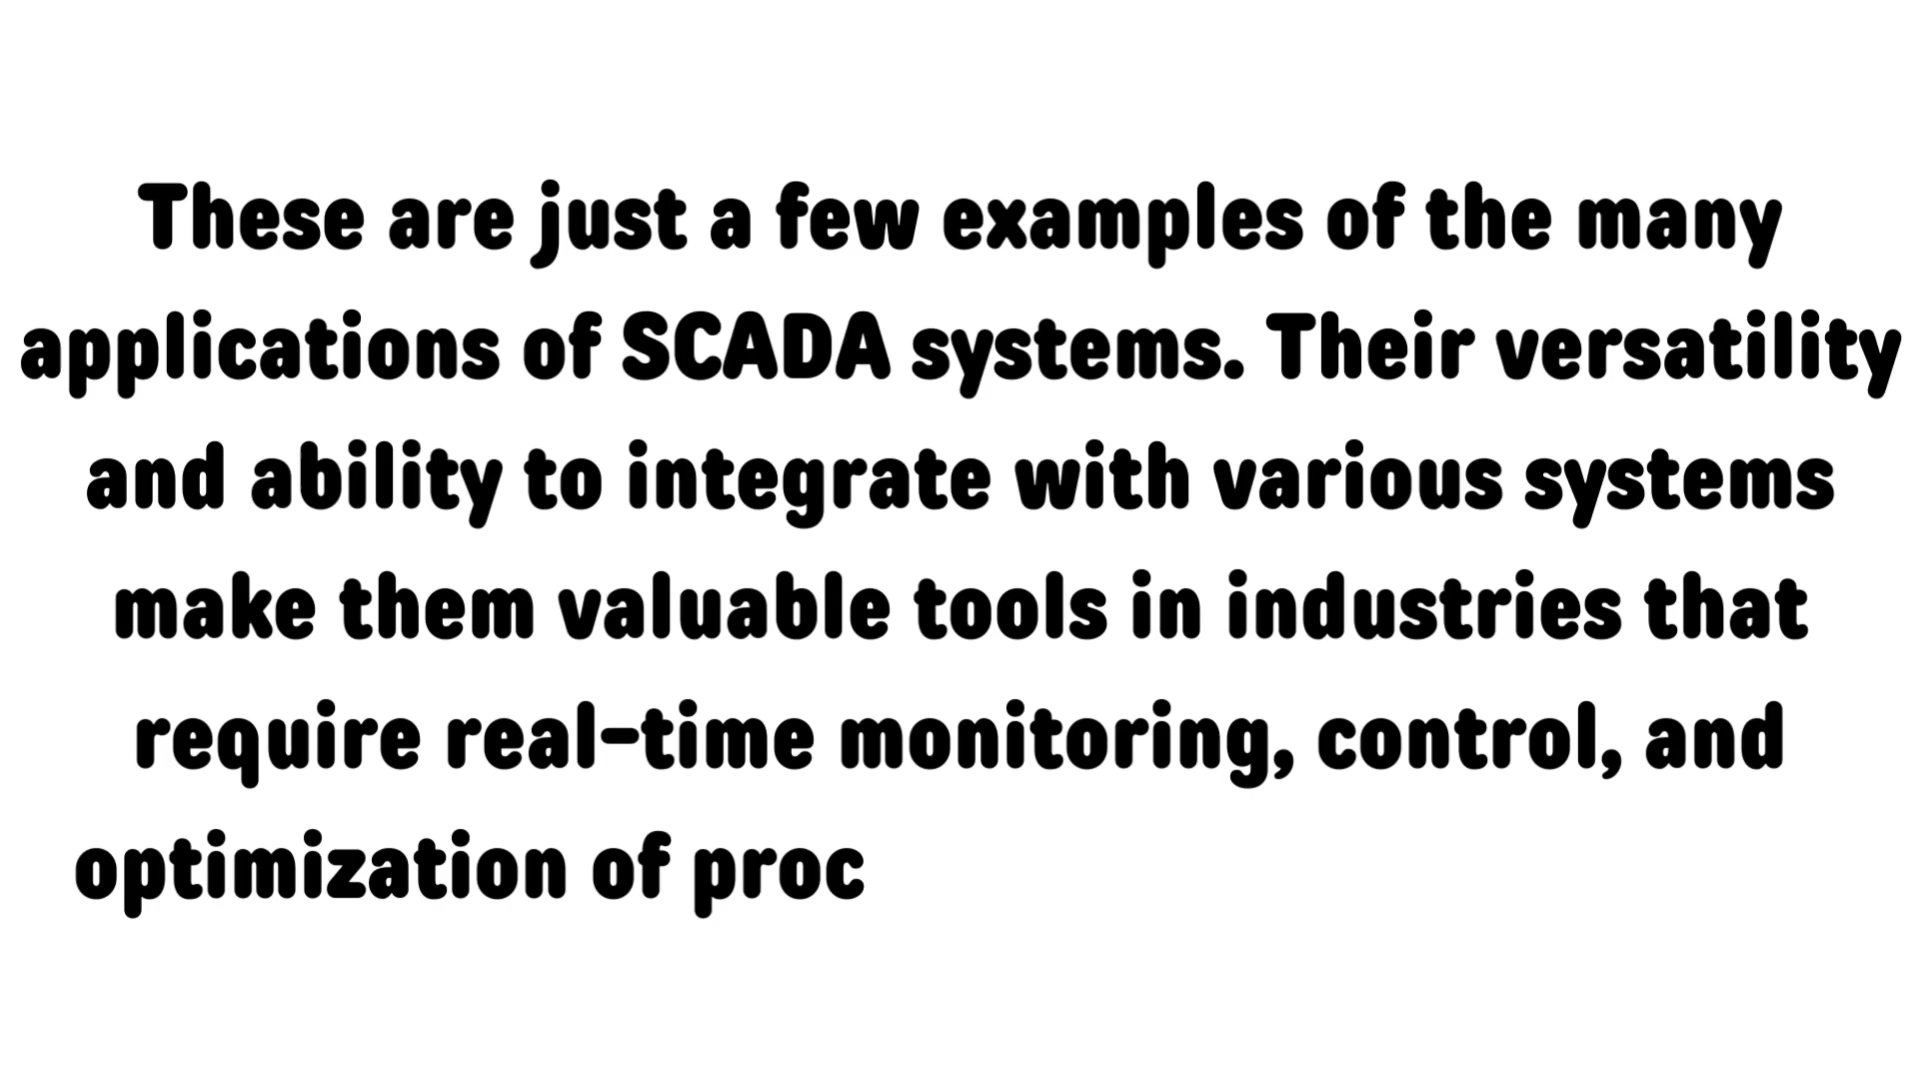 These are just a few examples of the many
applications of SCADA systems. Their versatility
and ability to integrate with various systems
make them valuable tools in industries that
require real-time monitoring, control, and
optimization of proc